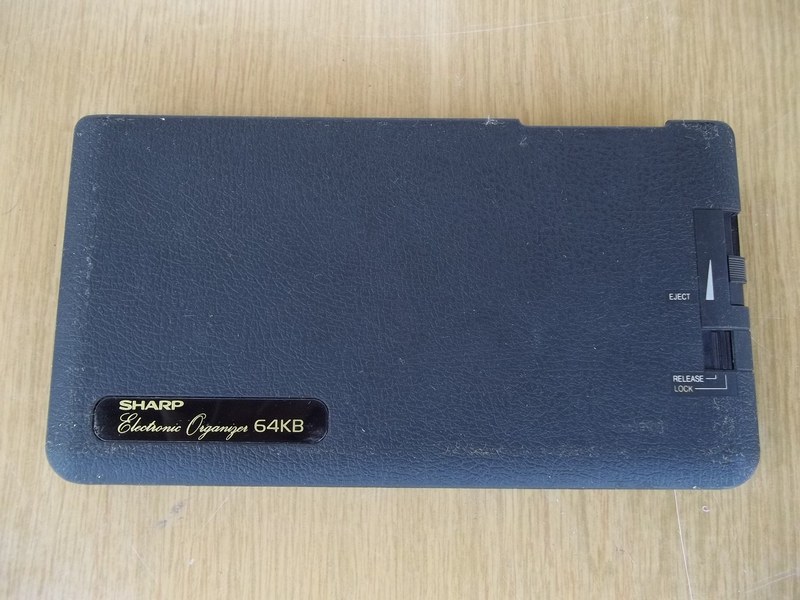 EJECT
RELEASE
LOCK
SHARP
Electronic Organizer 64KB